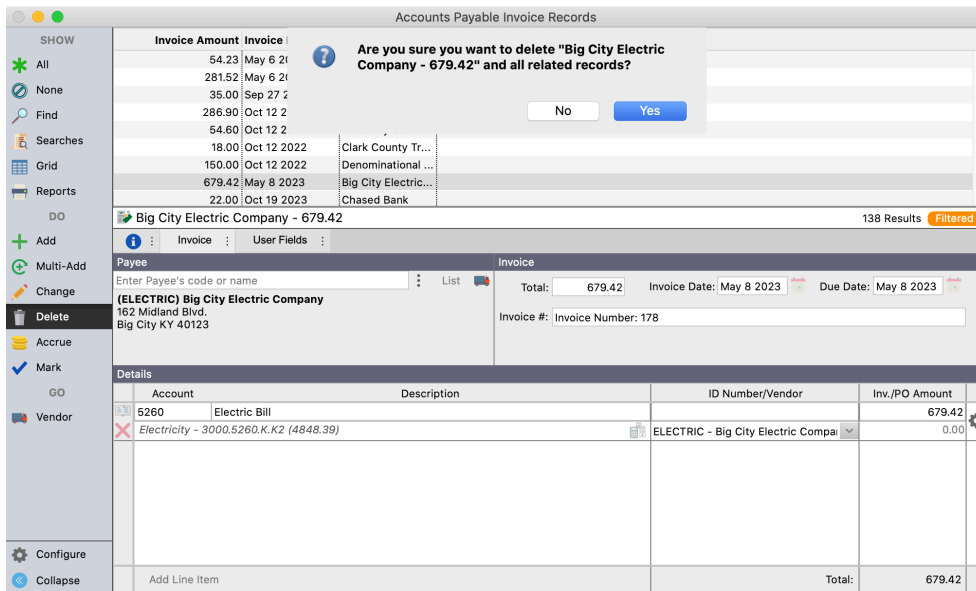 Accounts Payable Invoice Records
SHOW
All
None
Find
Searches
Grid
Reports
DO
Add
Multi-Add
Change
Delete
Accrue
Mark
GO
Vendor
Configure
Collapse
Invoice Amount Invoice
54.23 May 6 20
281.52 May 6 20
35.00 Sep 27 2
286.90 Oct 12 2
54.60 Oct 12 2
18.00 Oct 12 2022 Clark County Tr...
150.00 Oct 12 2022 Denominational ...
679.42 May 8 2023 Big City Electric...
22.00 Oct 19 2023 Chased Bank
Are you sure you want to delete "Big City Electric
Company - 679.42" and all related records?
No Yes
Big City Electric Company - 679.42 138 Results Filtered
Invoice User Fields
Payee
Enter Payee's code or name List
(ELECTRIC) Big City Electric Company
162 Midland Blvd.
Big City KY 40123
Invoice
Total: 679.42 Invoice Date: May 8 2023 Due Date: May 8 2023
Invoice #: Invoice Number: 178
Details
Account Description ID Number/Vendor Inv./PO Amount
5260 Electric Bill 679.42
Electricity - 3000.5260.K.K2 (4848.39) ELECTRIC - Big City Electric Compa 0.00
Add Line Item Total: 679.42